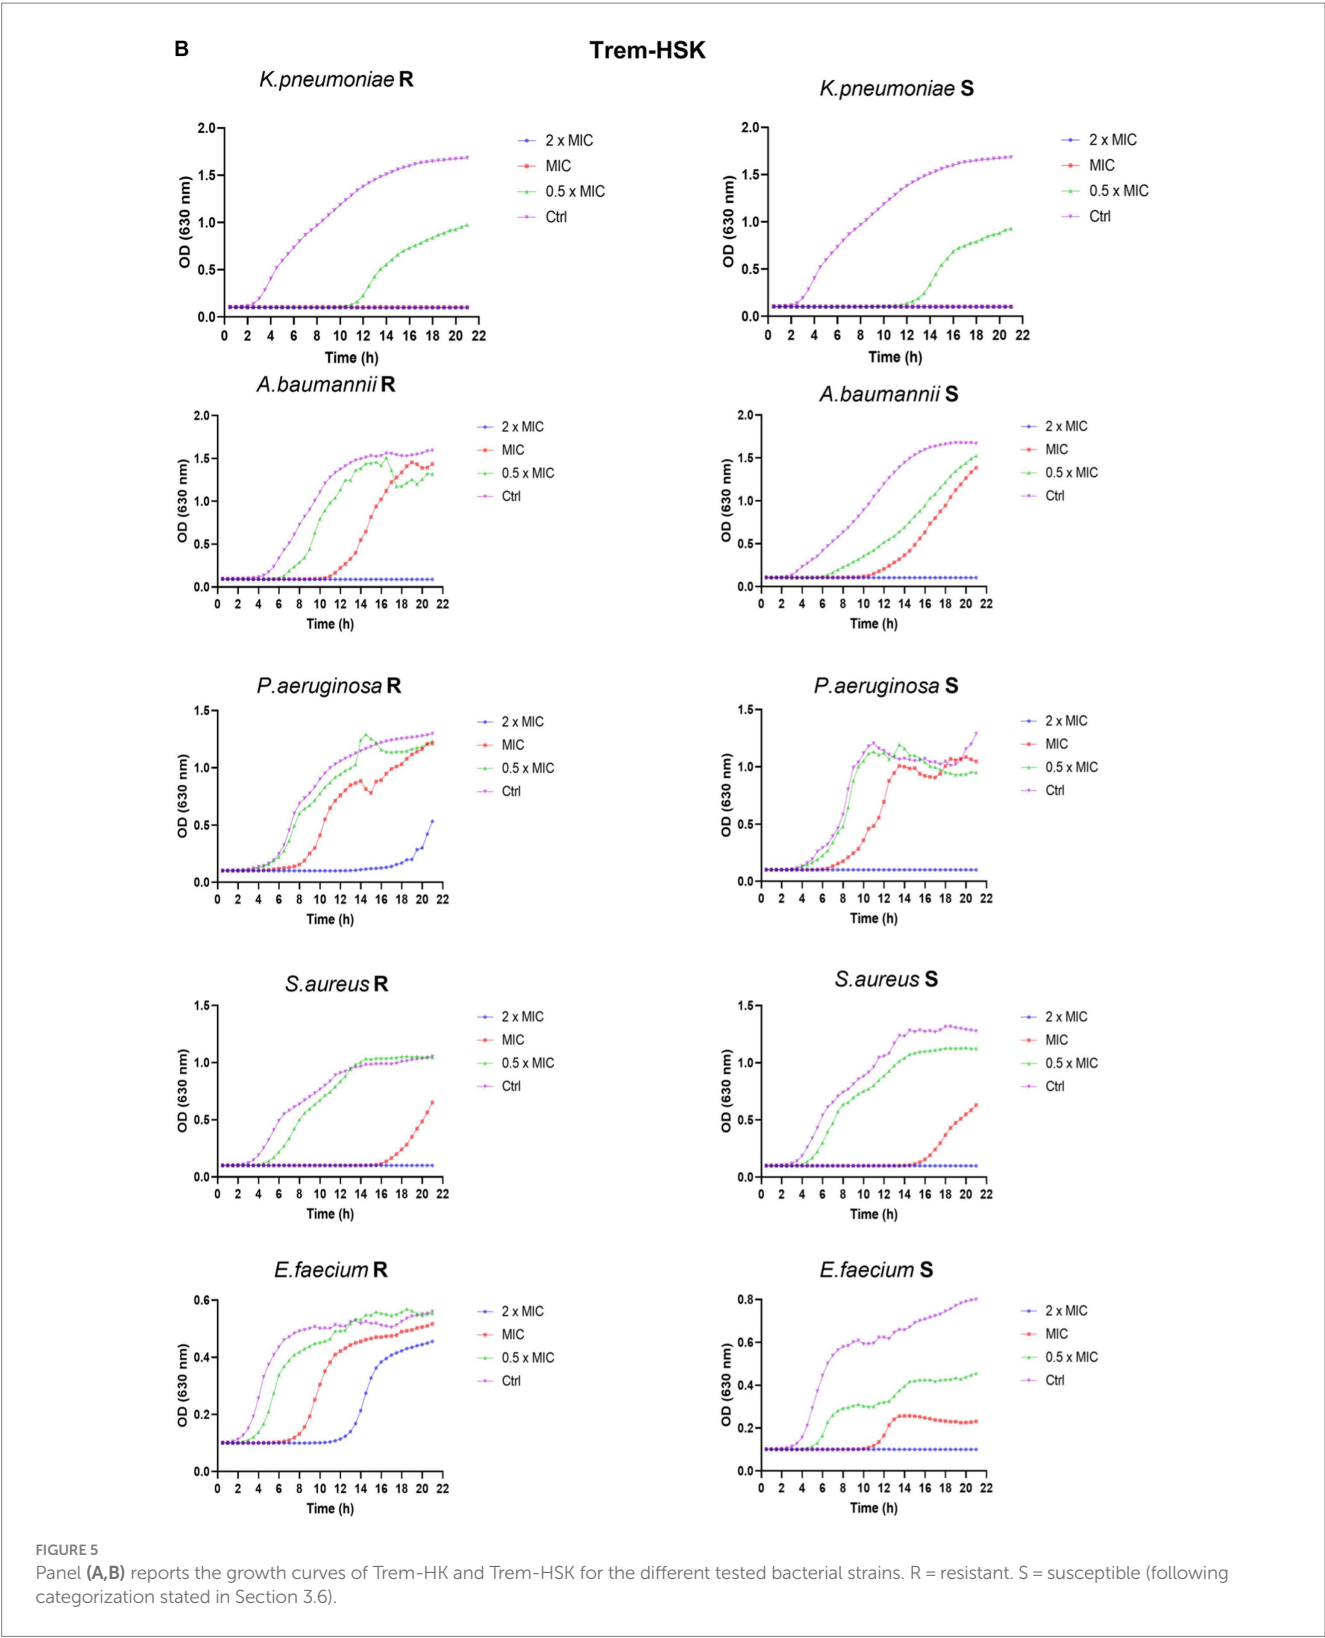 B
Trem-HSK
K.pneumoniae R
2.0
1.5
1.0
0.5
0.0
OD (630 nm)
0 2 4 6 8 10 12 14 16 18 20 22
Time (h)
2 x MIC
MIC
0.5 x MIC
Ctrl
K.pneumoniae S
2.0
1.5
1.0
0.5
0.0
OD (630 nm)
0 2 4 6 8 10 12 14 16 18 20 22
Time (h)
2 x MIC
MIC
0.5 x MIC
Ctrl
A.baumannii R
2.0
1.5
1.0
0.5
0.0
OD (630 nm)
0 2 4 6 8 10 12 14 16 18 20 22
Time (h)
2 x MIC
MIC
0.5 x MIC
Ctrl
A.baumannii S
2.0
1.5
1.0
0.5
0.0
OD (630 nm)
0 2 4 6 8 10 12 14 16 18 20 22
Time (h)
2 x MIC
MIC
0.5 x MIC
Ctrl
P.aeruginosa R
1.5
1.0
0.5
0.0
OD (630 nm)
0 2 4 6 8 10 12 14 16 18 20 22
Time (h)
2 x MIC
MIC
0.5 x MIC
Ctrl
P.aeruginosa S
1.5
1.0
0.5
0.0
OD (630 nm)
0 2 4 6 8 10 12 14 16 18 20 22
Time (h)
2 x MIC
MIC
0.5 x MIC
Ctrl
S.aureus R
1.5
1.0
0.5
0.0
OD (630 nm)
0 2 4 6 8 10 12 14 16 18 20 22
Time (h)
2 x MIC
MIC
0.5 x MIC
Ctrl
S.aureus S
1.5
1.0
0.5
0.0
OD (630 nm)
0 2 4 6 8 10 12 14 16 18 20 22
Time (h)
2 x MIC
MIC
0.5 x MIC
Ctrl
E.faecium R
0.6
0.4
0.2
0.0
OD (630 nm)
0 2 4 6 8 10 12 14 16 18 20 22
Time (h)
2 x MIC
MIC
0.5 x MIC
Ctrl
E.faecium S
0.8
0.6
0.4
0.2
0.0
OD (630 nm)
0 2 4 6 8 10 12 14 16 18 20 22
Time (h)
2 x MIC
MIC
0.5 x MIC
Ctrl
FIGURE 5
Panel (A,B) reports the growth curves of Trem-HK and Trem-HSK for the different tested bacterial strains. R = resistant. S = susceptible (following
categorization stated in Section 3.6).